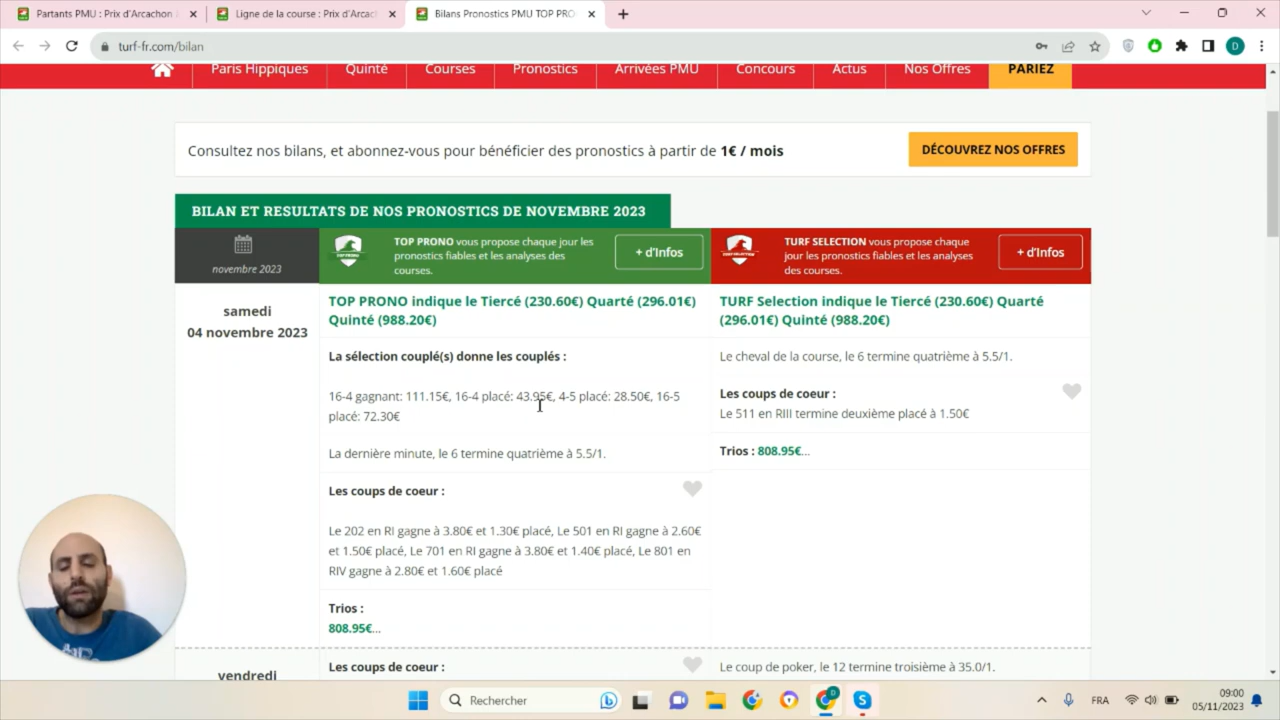 Partants PMU : Prix d'Arcachon
Ligne de la course : Prix d'Arcach
Bilans Pronostics PMU TOP PRO
turf-fr.com/bilan
D
Paris Hippiques
Quinté
Courses
Pronostics
Arrivées PMU
Concours
Actus
Nos Offres
PARIEZ
Consultez nos bilans, et abonnez-vous pour bénéficier des pronostics à partir de 1€ / mois
DÉCOUVREZ NOS OFFRES
BILAN ET RESULTATS DE NOS PRONOSTICS DE NOVEMBRE 2023
novembre 2023
TOP PRONO
TOP PRONO vous propose chaque jour les
pronostics fiables et les analyses des
courses.
+ d'Infos
TURF SELECTION vous propose chaque
jour les pronostics fiables et les analyses
des courses.
+ d'Infos
samedi
04 novembre 2023
TOP PRONO indique le Tiercé (230.60€) Quarté (296.01€)
Quinté (988.20€)
La sélection couplé(s) donne les couplés :
16-4 gagnant: 111.15€, 16-4 placé: 43.95€, 4-5 placé: 28.50€, 16-5
placé: 72.30€
La dernière minute, le 6 termine quatrième à 5.5/1.
Les coups de coeur :
Le 202 en RI gagne à 3.80€ et 1.30€ placé, Le 501 en RI gagne à 2.60€
et 1.50€ placé, Le 701 en RI gagne à 3.80€ et 1.40€ placé, Le 801 en
RIV gagne à 2.80€ et 1.60€ placé
Trios :
808.95€...
TURF Selection indique le Tiercé (230.60€) Quarté
(296.01€) Quinté (988.20€)
Le cheval de la course, le 6 termine quatrième à 5.5/1.
Les coups de coeur :
Le 511 en RIII termine deuxième placé à 1.50€
Trios : 808.95€...
vendredi
Les coups de coeur :
Le coup de poker, le 12 termine troisième à 35.0/1.
Rechercher
FRA
09:00
05/11/2023